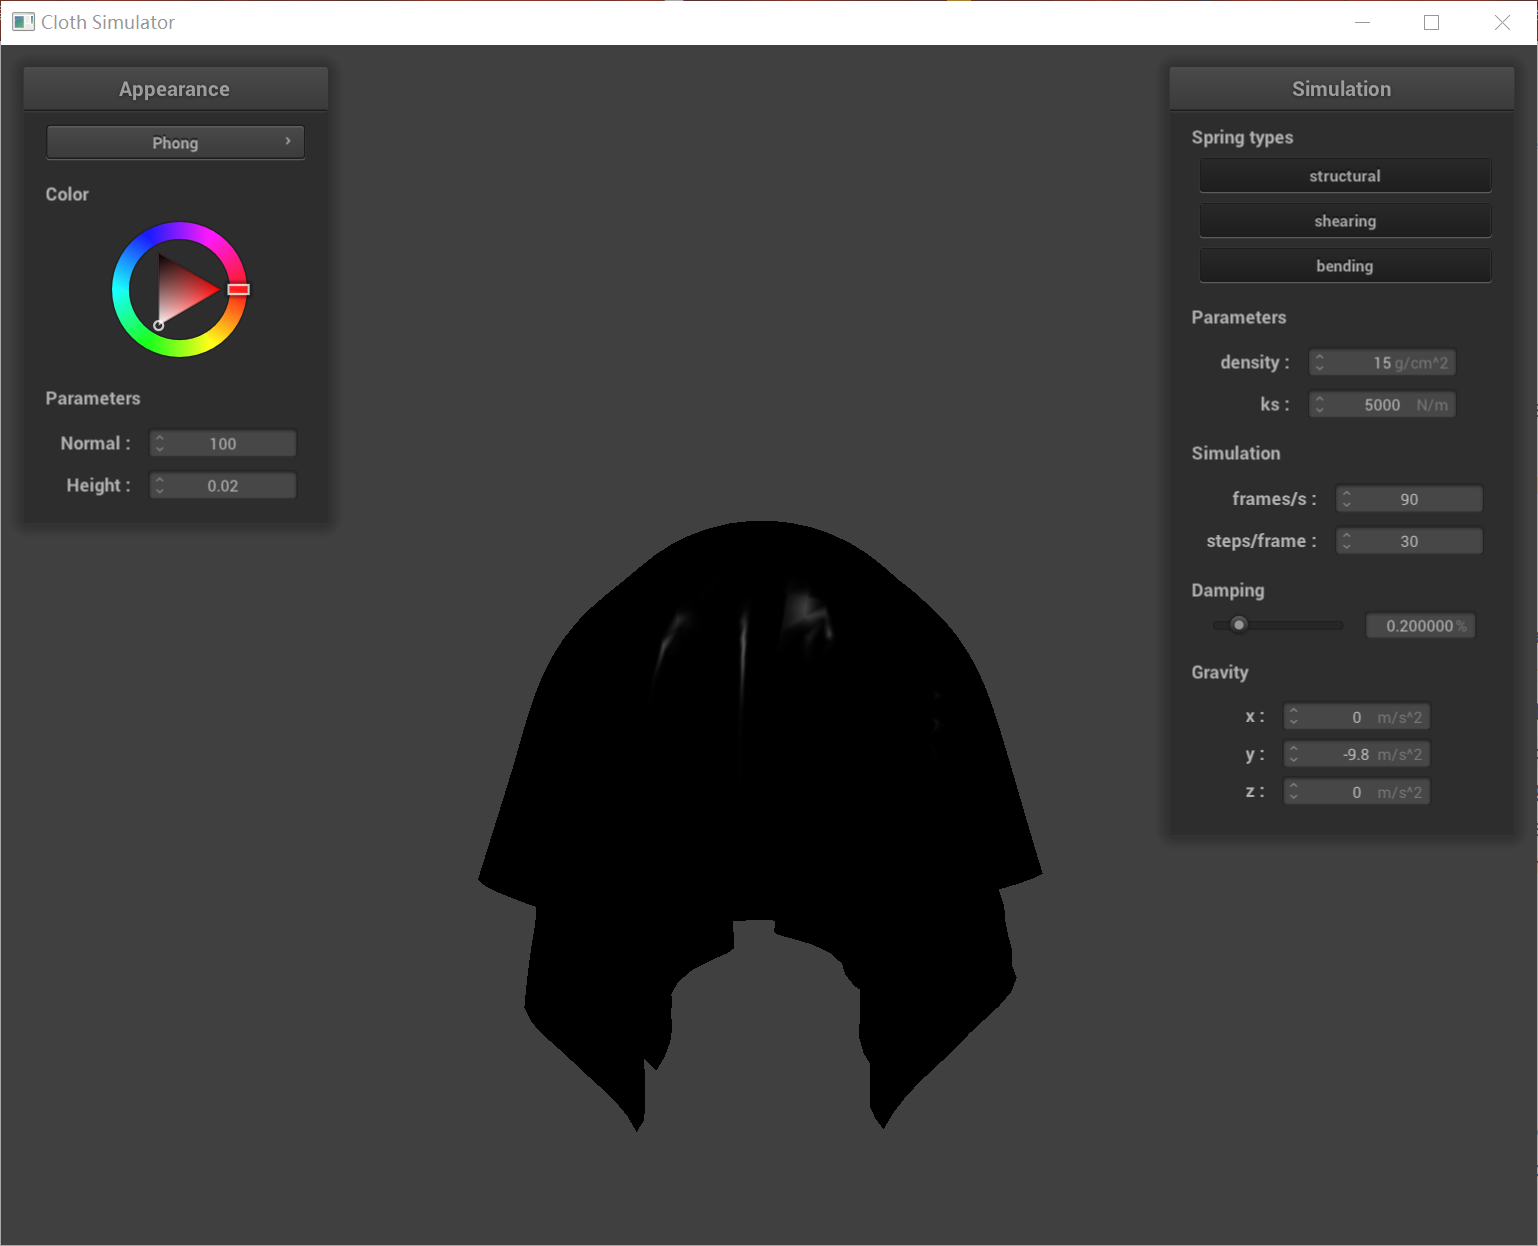 Cloth Simulator
Appearance
Phong
Color
Parameters
Normal : 100
Height : 0.02
Simulation
Spring types
structural
shearing
bending
Parameters
density : 15 g/cm^2
ks : 5000 N/m
Simulation
frames/s : 90
steps/frame : 30
Damping
0.200000 %
Gravity
x : 0 m/s^2
y : -9.8 m/s^2
z : 0 m/s^2